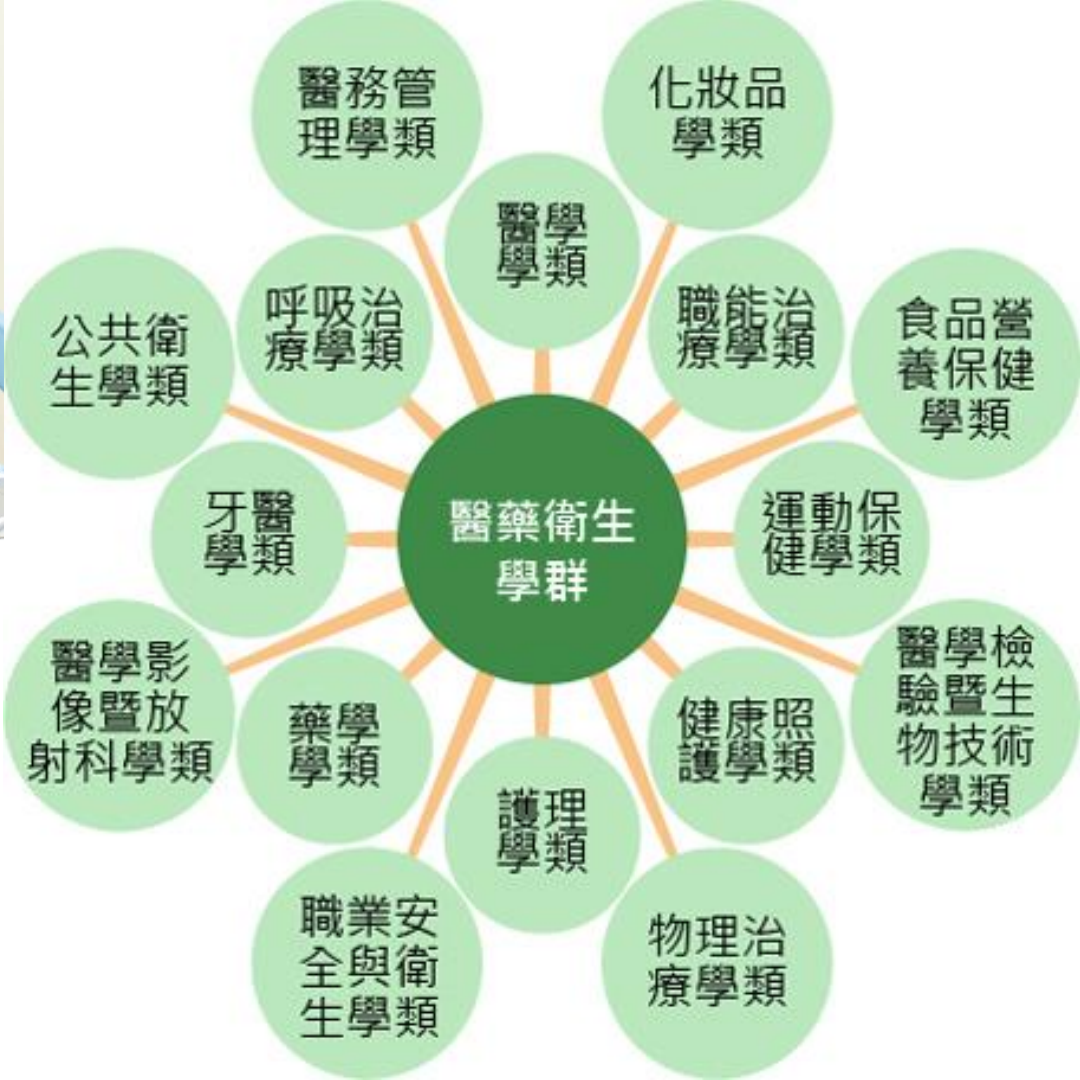 醫務管
理學類
化妝品
學類
醫學
學類
呼吸治
療學類
職能治
療學類
公共衛
生學類
食品營
養保健
學類
牙醫
學類
醫藥衛生
學群
運動保
健學類
醫學影
像暨放
射科學類
藥學
學類
健康照
護學類
醫學檢
驗暨生
物技術
學類
護理
學類
職業安
全與衛
生學類
物理治
療學類